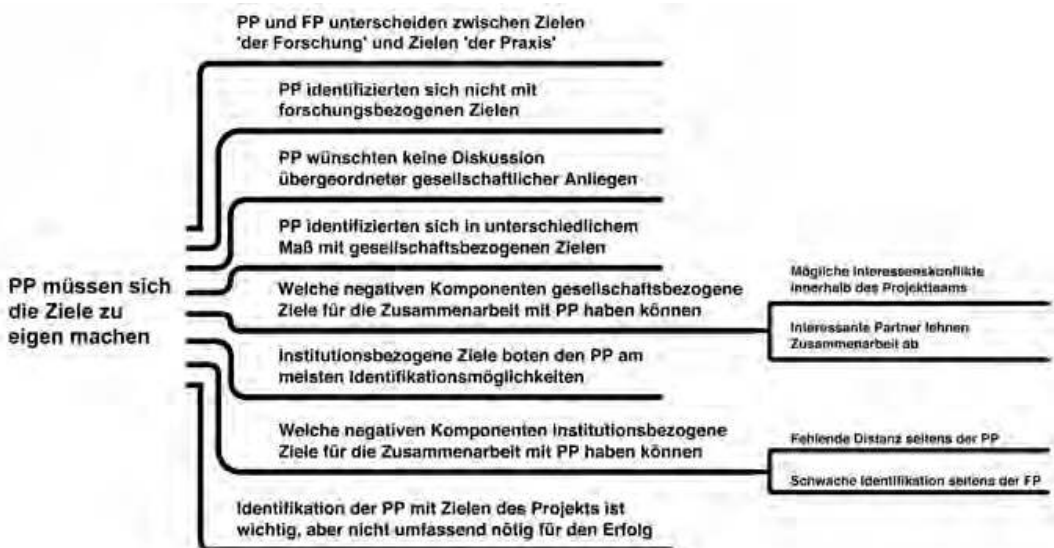 PP und FP unterscheiden zwischen Zielen
'der Forschung' und Zielen 'der Praxis'
PP identifizierten sich nicht mit
forschungsbezogenen Zielen
PP wünschten keine Diskussion
übergeordneter gesellschaftlicher Anliegen
PP identifizierten sich in unterschiedlichem
Maß mit gesellschaftsbezogenen Zielen
PP müssen sich
die Ziele zu
eigen machen
Welche negativen Komponenten gesellschaftsbezogene
Ziele für die Zusammenarbeit mit PP haben können
Mögliche Interessenskonflikte
innerhalb des Projektteams
Interessante Partner lehnen
Zusammenarbeit ab
Institutionsbezogene Ziele boten den PP am
meisten Identifikationsmöglichkeiten
Welche negativen Komponenten institutionsbezogene
Ziele für die Zusammenarbeit mit PP haben können
Fehlende Distanz seitens der PP
Schwache Identifikation seitens der FP
Identifikation der PP mit Zielen des Projekts ist
wichtig, aber nicht umfassend nötig für den Erfolg